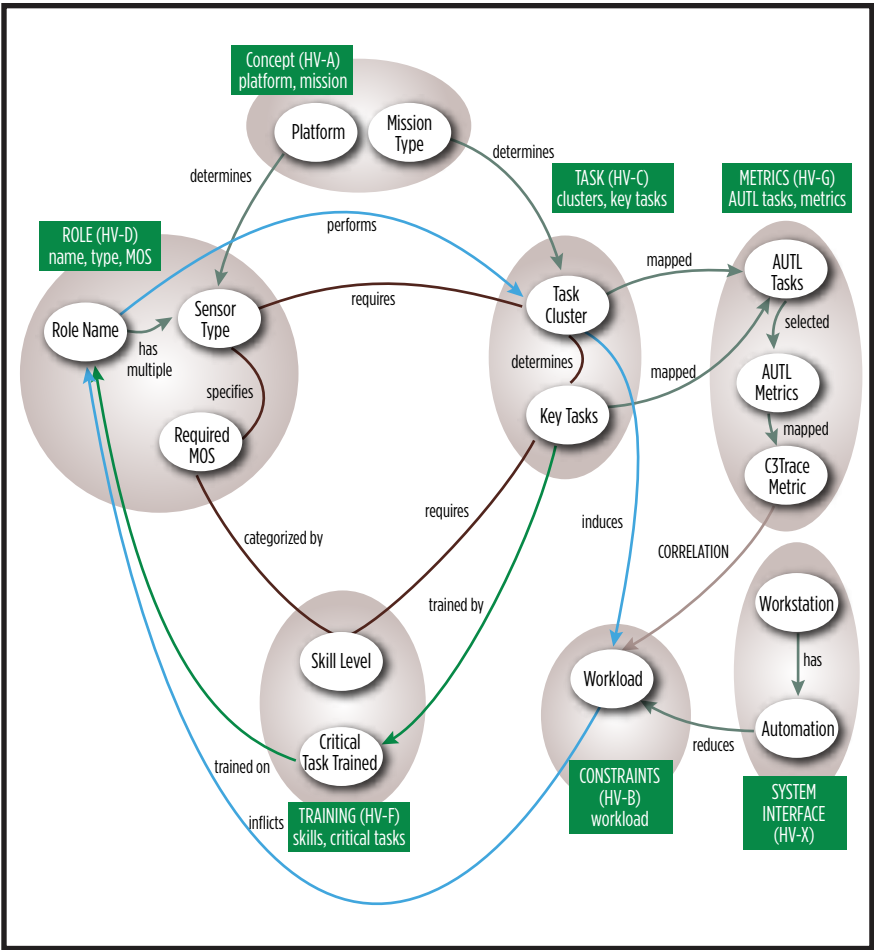 Concept (HV-A)
platform, mission
Platform
Mission
Type
determines
determines
TASK (HV-C)
clusters, key tasks
METRICS (HV-G)
AUTL tasks, metrics
ROLE (HV-D)
name, type, MOS
performs
mapped
AUTL
Tasks
Role Name
has
multiple
Sensor
Type
requires
Task
Cluster
selected
determines
AUTL
Metrics
mapped
mapped
specifies
Required
MOS
Key Tasks
C3Trace
Metric
categorized by
requires
induces
CORRELATION
trained by
Workstation
has
Skill Level
Workload
Automation
reduces
Critical
Task Trained
trained on
inflicts
TRAINING (HV-F)
skills, critical tasks
CONSTRAINTS
(HV-B)
workload
SYSTEM
INTERFACE
(HV-X)